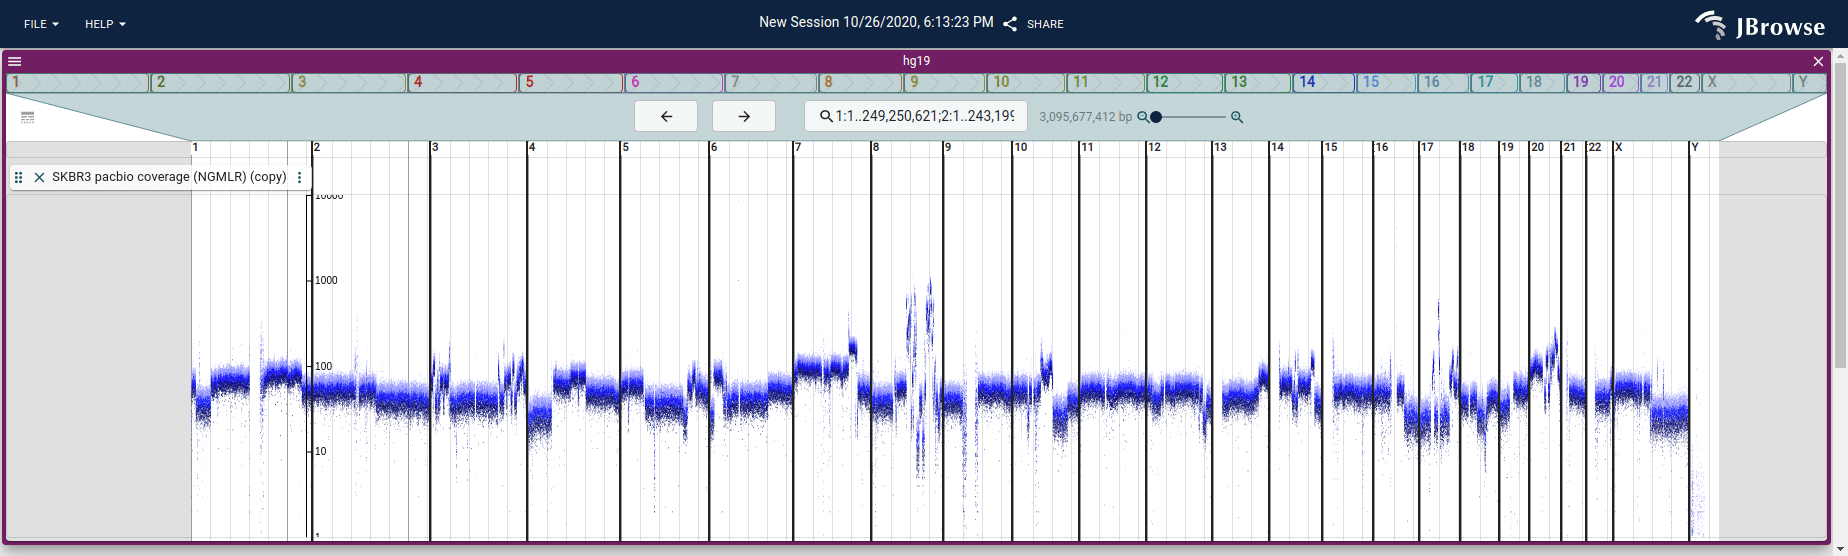 FILE HELP New Session 10/26/2020, 6:13:23 PM SHARE JBrowse
hg19
1 2 3 4 5 6 7 8 9 10 11 12 13 14 15 16 17 18 19 20 21 22 X Y
1:1..249,250,621;2:1..243,199 3,095,677,412 bp
1 2 3 4 5 6 7 8 9 10 11 12 13 14 15 16 17 18 19 20 21 22 X Y
SKBR3 pacbio coverage (NGMLR) (copy)
10000
1000
100
10
1